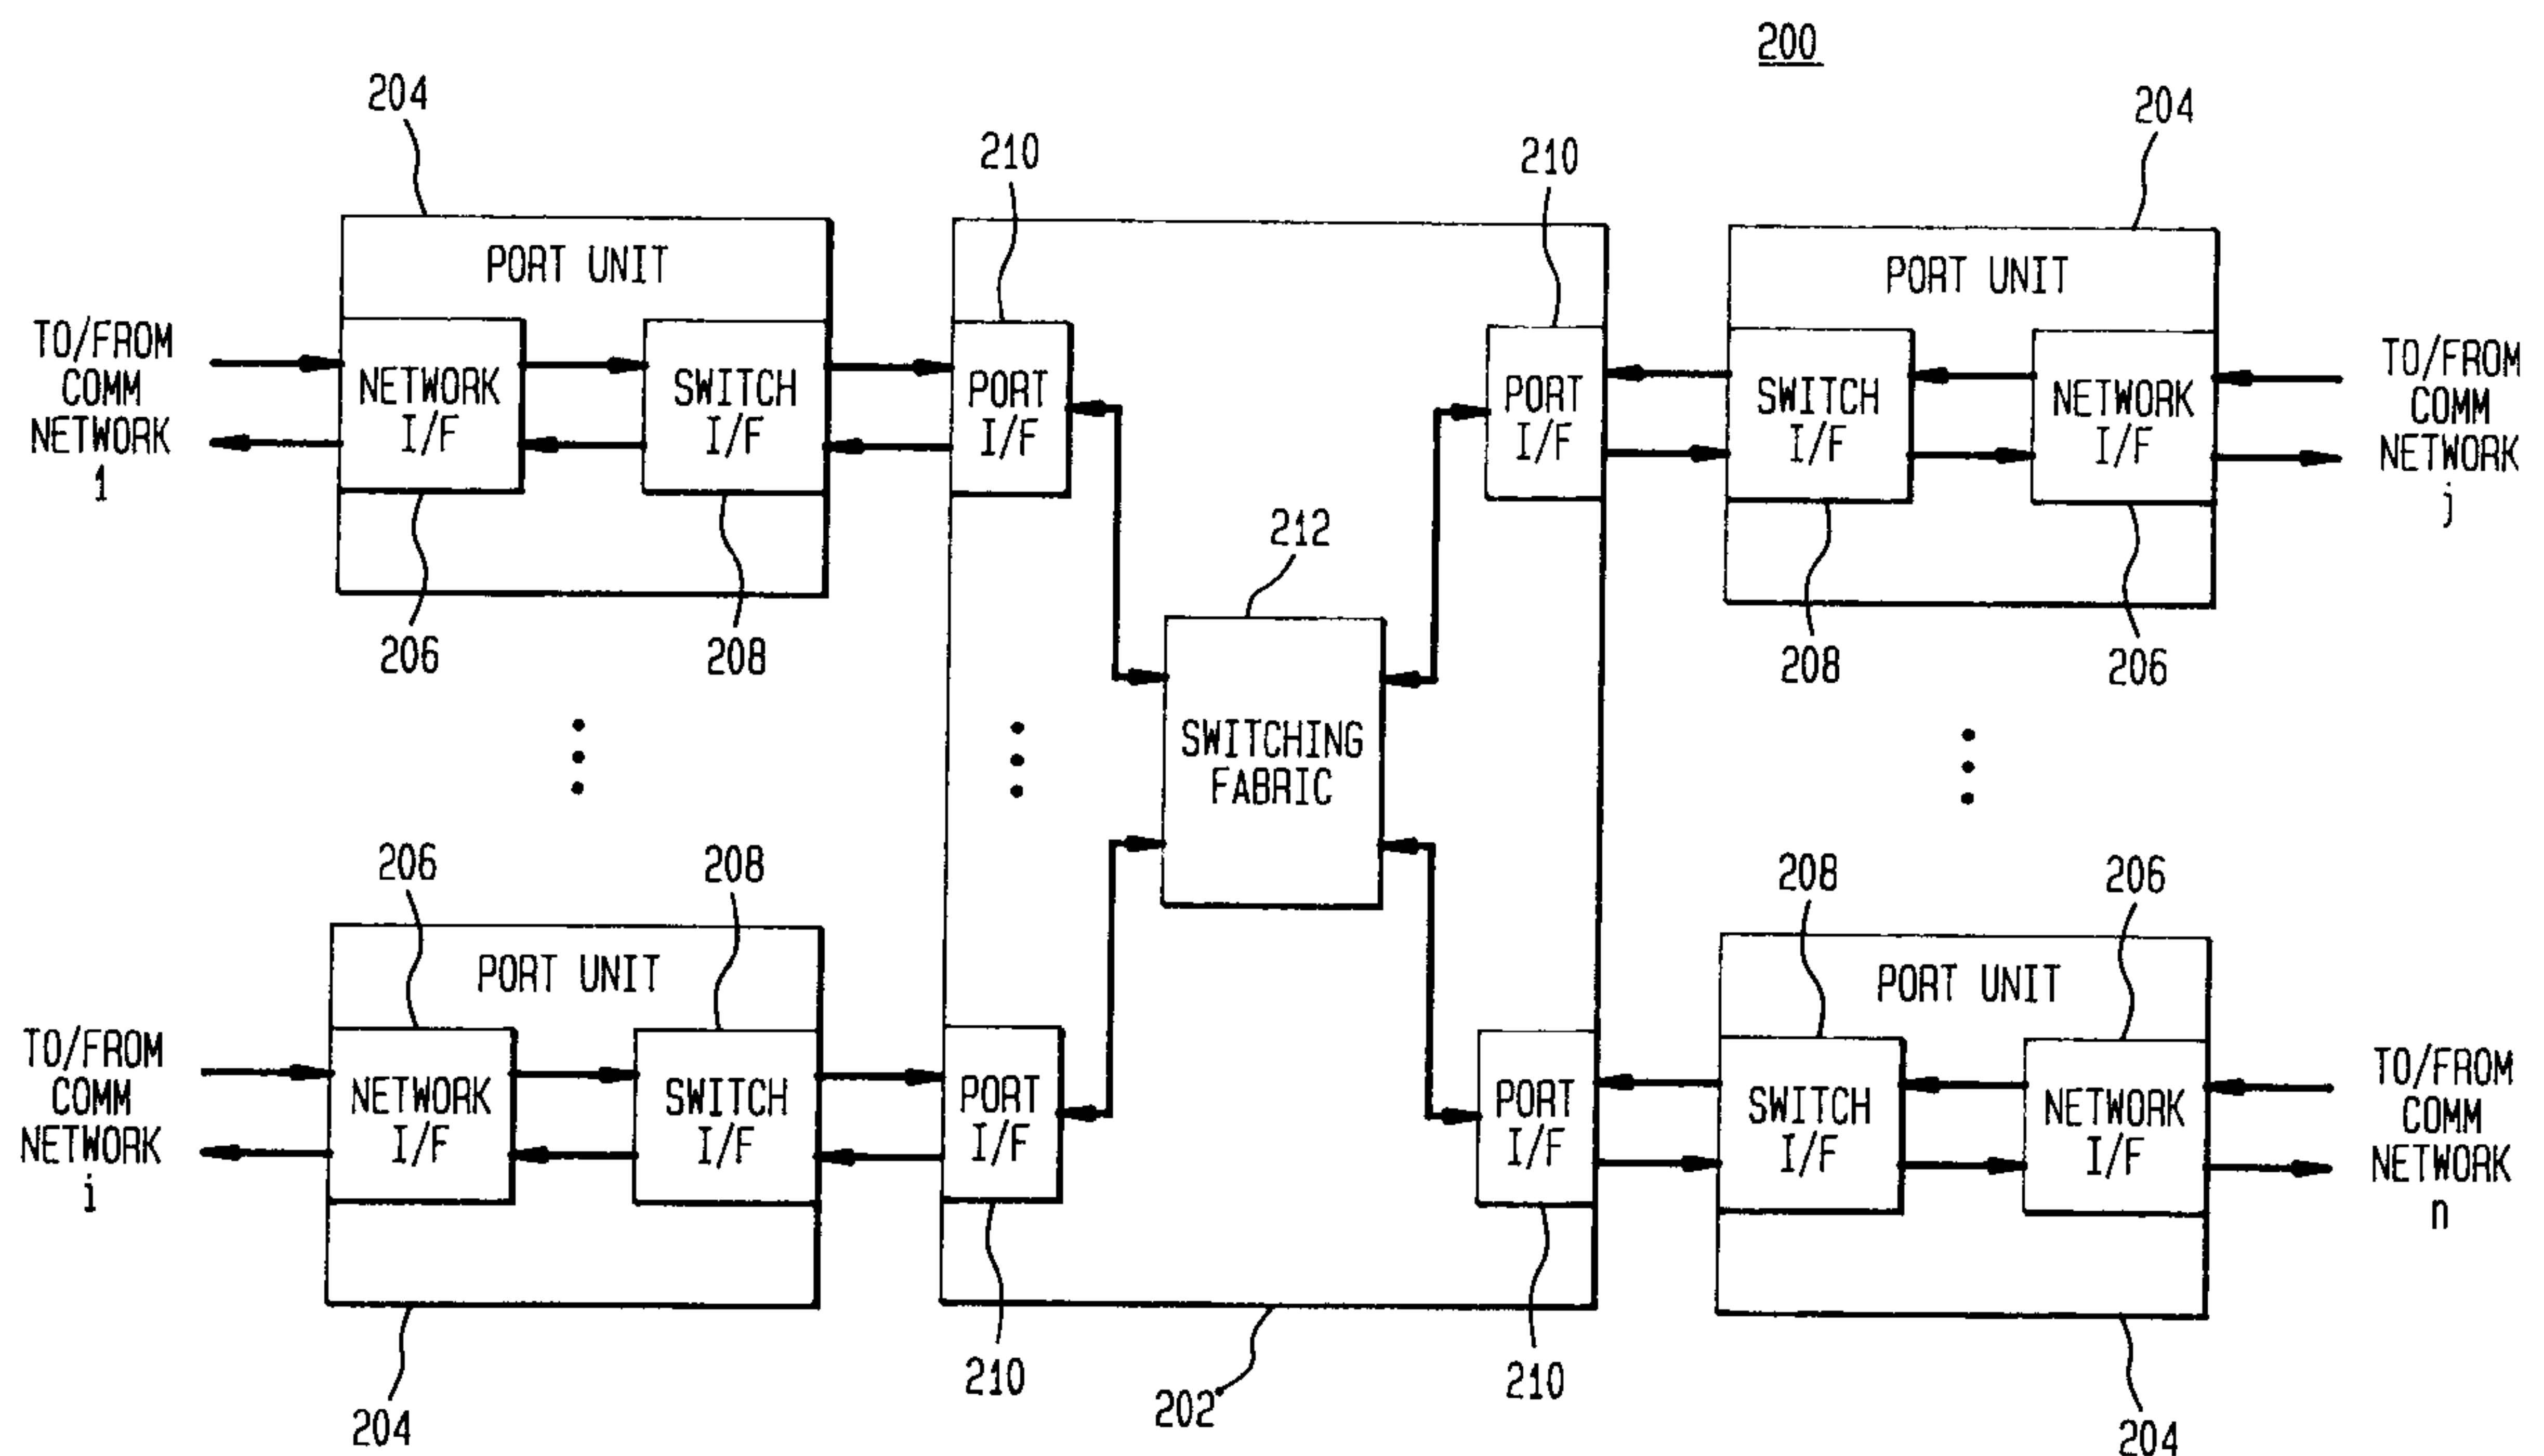 200
204
204
210
210
PORT UNIT
PORT UNIT
TO/FROM
COMM
NETWORK
1
NETWORK
I/F
SWITCH
I/F
PORT
I/F
PORT
I/F
SWITCH
I/F
NETWORK
I/F
TO/FROM
COMM
NETWORK
j
206
208
212
208
206
SWITCHING
FABRIC
206
208
208
206
PORT UNIT
PORT UNIT
TO/FROM
COMM
NETWORK
i
NETWORK
I/F
SWITCH
I/F
PORT
I/F
PORT
I/F
SWITCH
I/F
NETWORK
I/F
TO/FROM
COMM
NETWORK
n
204
210
202
210
204